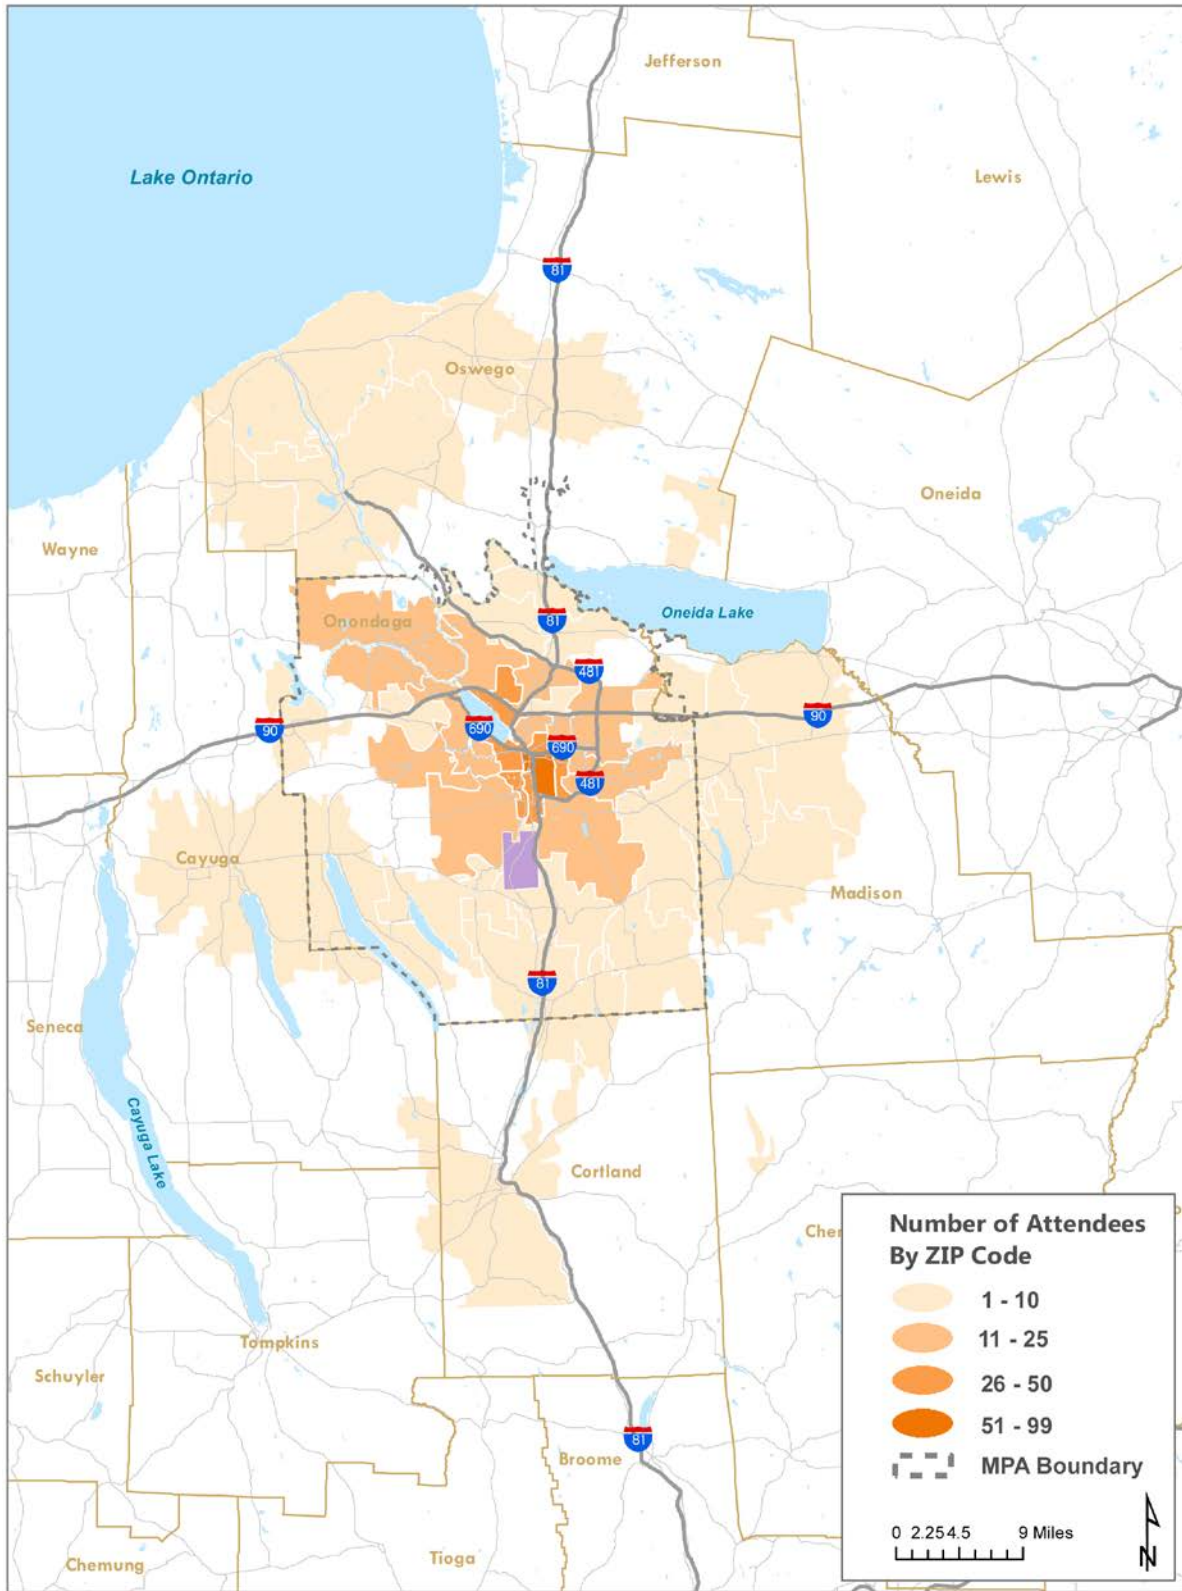 Jefferson
Lake Ontario
Lewis
81
Oswego
Oneida
Wayne
Oneida Lake
Onondaga
81
481
90
690
90
690
481
Cayuga
Madison
81
Seneca
Cayuga Lake
Cortland
Number of Attendees
By ZIP Code
Cher
1 - 10
11 - 25
Tompkins
Schuyler
26 - 50
51 - 99
81
Broome
MPA Boundary
0 2.25 4.5 9 Miles
N
Tioga
Chemung